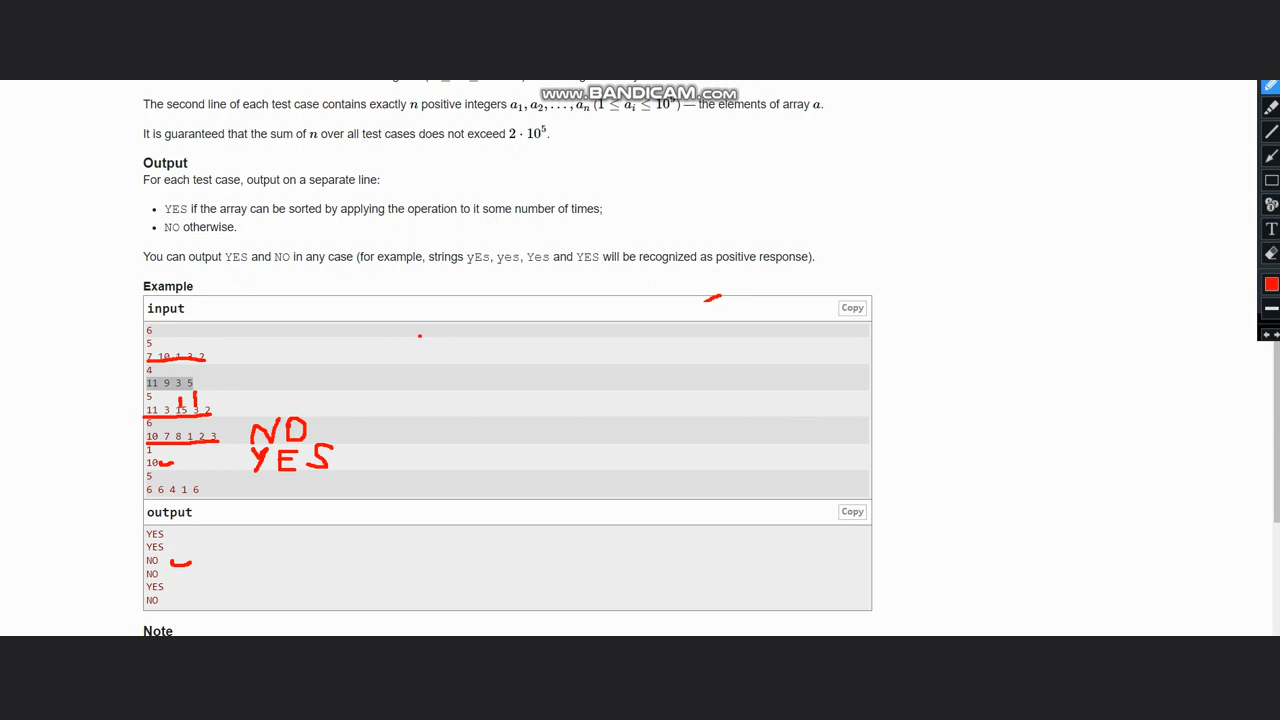 www.BANDICAM.com
The second line of each test case contains exactly n positive integers a₁, a₂, …, aₙ (1 ≤ aᵢ ≤ 10⁹) — the elements of array a.
It is guaranteed that the sum of n over all test cases does not exceed 2 · 10⁵.
Output
For each test case, output on a separate line:
• YES if the array can be sorted by applying the operation to it some number of times;
• NO otherwise.
You can output YES and NO in any case (for example, strings yEs, yes, Yes and YES will be recognized as positive response).
Example
input Copy
6
5
7 10 1 3 2
4
11 9 3 5
5
11 3 15 3 2
6
10 7 8 1 2 3
1
10
5
6 6 4 1 6
NO
YES
output Copy
YES
YES
NO
NO
YES
NO
Note
T